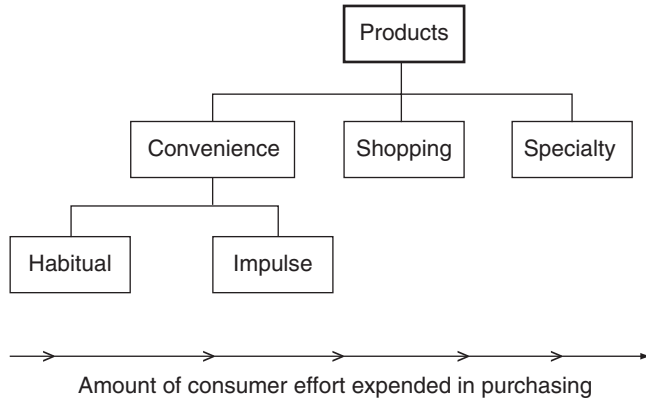 Products
Convenience
Shopping
Specialty
Habitual
Impulse
Amount of consumer effort expended in purchasing